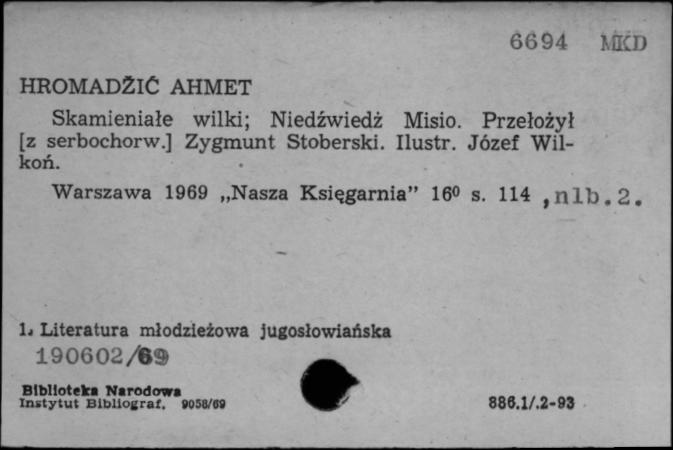 6694 MKD
HROMADŽIĆ AHMET
Skamieniałe wilki; Niedźwiedź Misio. Przełożył
[z serbochorw.] Zygmunt Stoberski. Ilustr. Józef Wil-
koń.
Warszawa 1969 „Nasza Księgarnia” 16⁰ s. 114 ,nlb.2.
1. Literatura młodzieżowa jugosłowiańska
190602/69
Biblioteka Narodowa
Instytut Bibliograf. 9058/69
886.1/.2-93